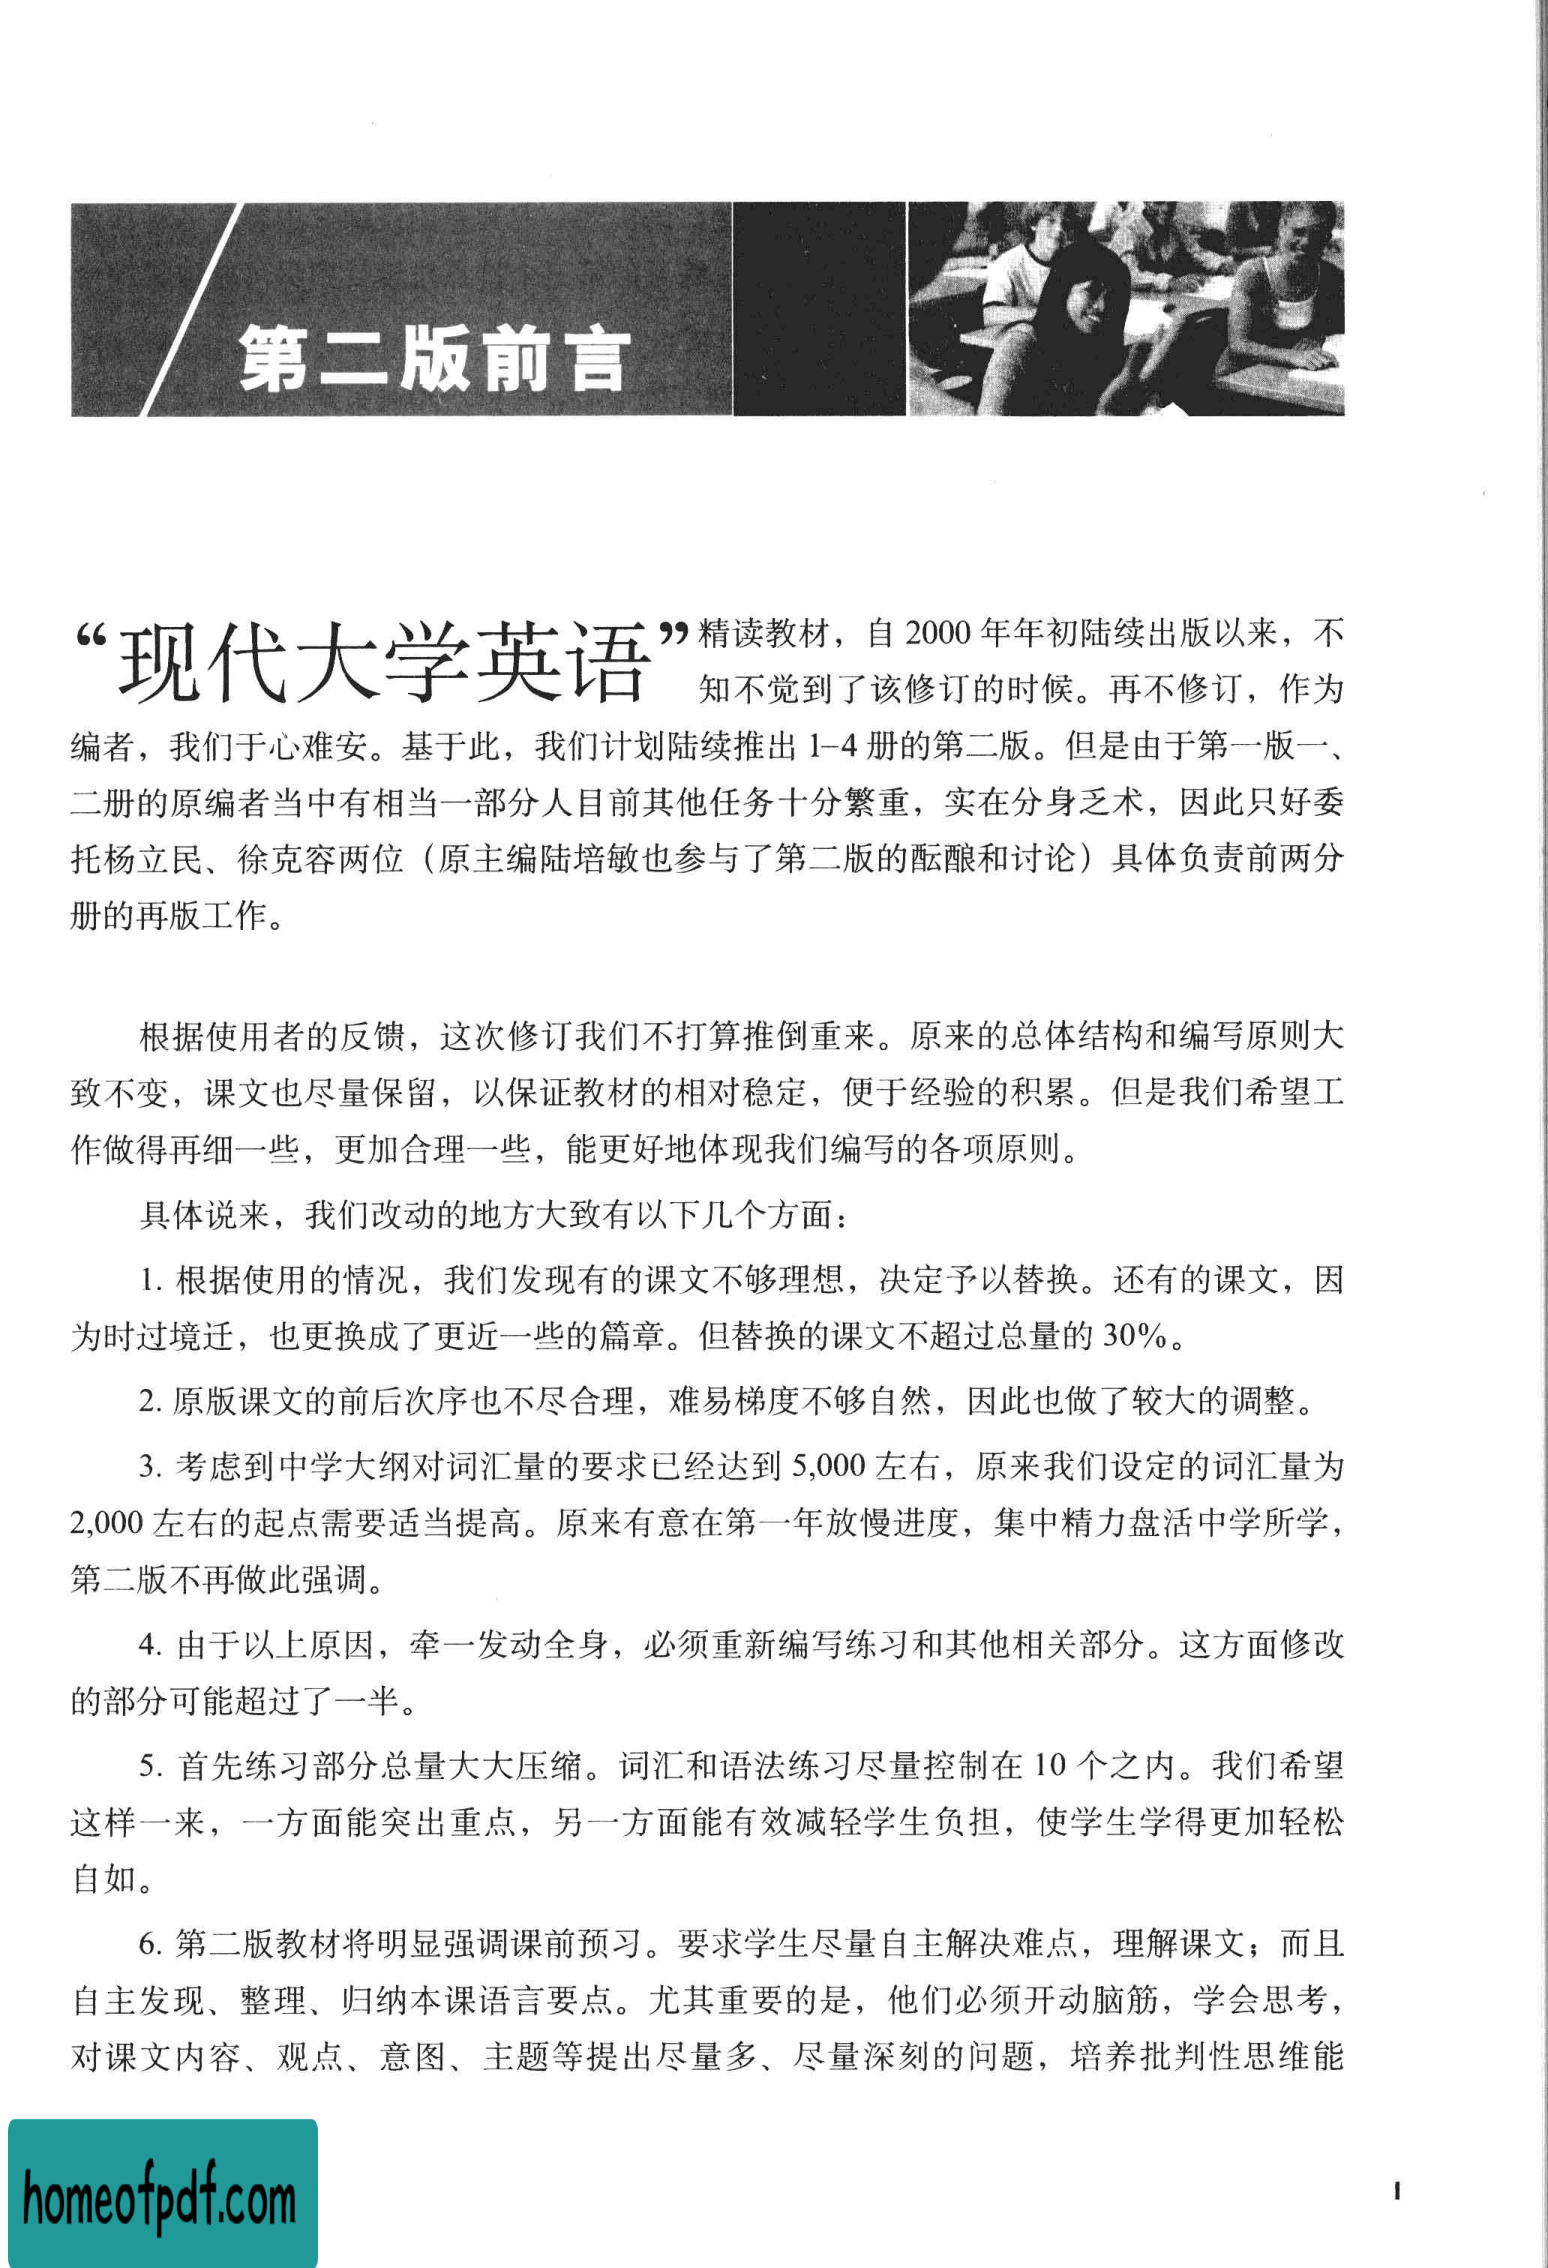 第二版前言
“现代大学英语”精读教材，自 2000 年年初陆续出版以来，不
知不觉到了该修订的时候。再不修订，作为
编者，我们于心难安。基于此，我们计划陆续推出 1–4 册的第二版。但是由于第一版一、
二册的原编者当中有相当一部分人目前其他任务十分繁重，实在分身乏术，因此只好委
托杨立民、徐克容两位（原主编陆培敏也参与了第二版的酝酿和讨论）具体负责前两分
册的再版工作。
根据使用者的反馈，这次修订我们不打算推倒重来。原来的总体结构和编写原则大
致不变，课文也尽量保留，以保证教材的相对稳定，便于经验的积累。但是我们希望工
作做得再细一些，更加合理一些，能更好地体现我们编写的各项原则。
具体说来，我们改动的地方大致有以下几个方面：
1. 根据使用的情况，我们发现有的课文不够理想，决定予以替换。还有的课文，因
为时过境迁，也更换成了更近一些的篇章。但替换的课文不超过总量的 30%。
2. 原版课文的前后次序也不尽合理，难易梯度不够自然，因此也做了较大的调整。
3. 考虑到中学大纲对词汇量的要求已经达到 5,000 左右，原来我们设定的词汇量为
2,000 左右的起点需要适当提高。原来有意在第一年放慢进度，集中精力盘活中学所学，
第二版不再做此强调。
4. 由于以上原因，牵一发动全身，必须重新编写练习和其他相关部分。这方面修改
的部分可能超过了一半。
5. 首先练习部分总量大大压缩。词汇和语法练习尽量控制在 10 个之内。我们希望
这样一来，一方面能突出重点，另一方面能有效减轻学生负担，使学生学得更加轻松
自如。
6. 第二版教材将明显强调课前预习。要求学生尽量自主解决难点，理解课文；而且
自主发现、整理、归纳本课语言要点。尤其重要的是，他们必须开动脑筋，学会思考，
对课文内容、观点、意图、主题等提出尽量多、尽量深刻的问题，培养批判性思维能
homeofpdf.com
I